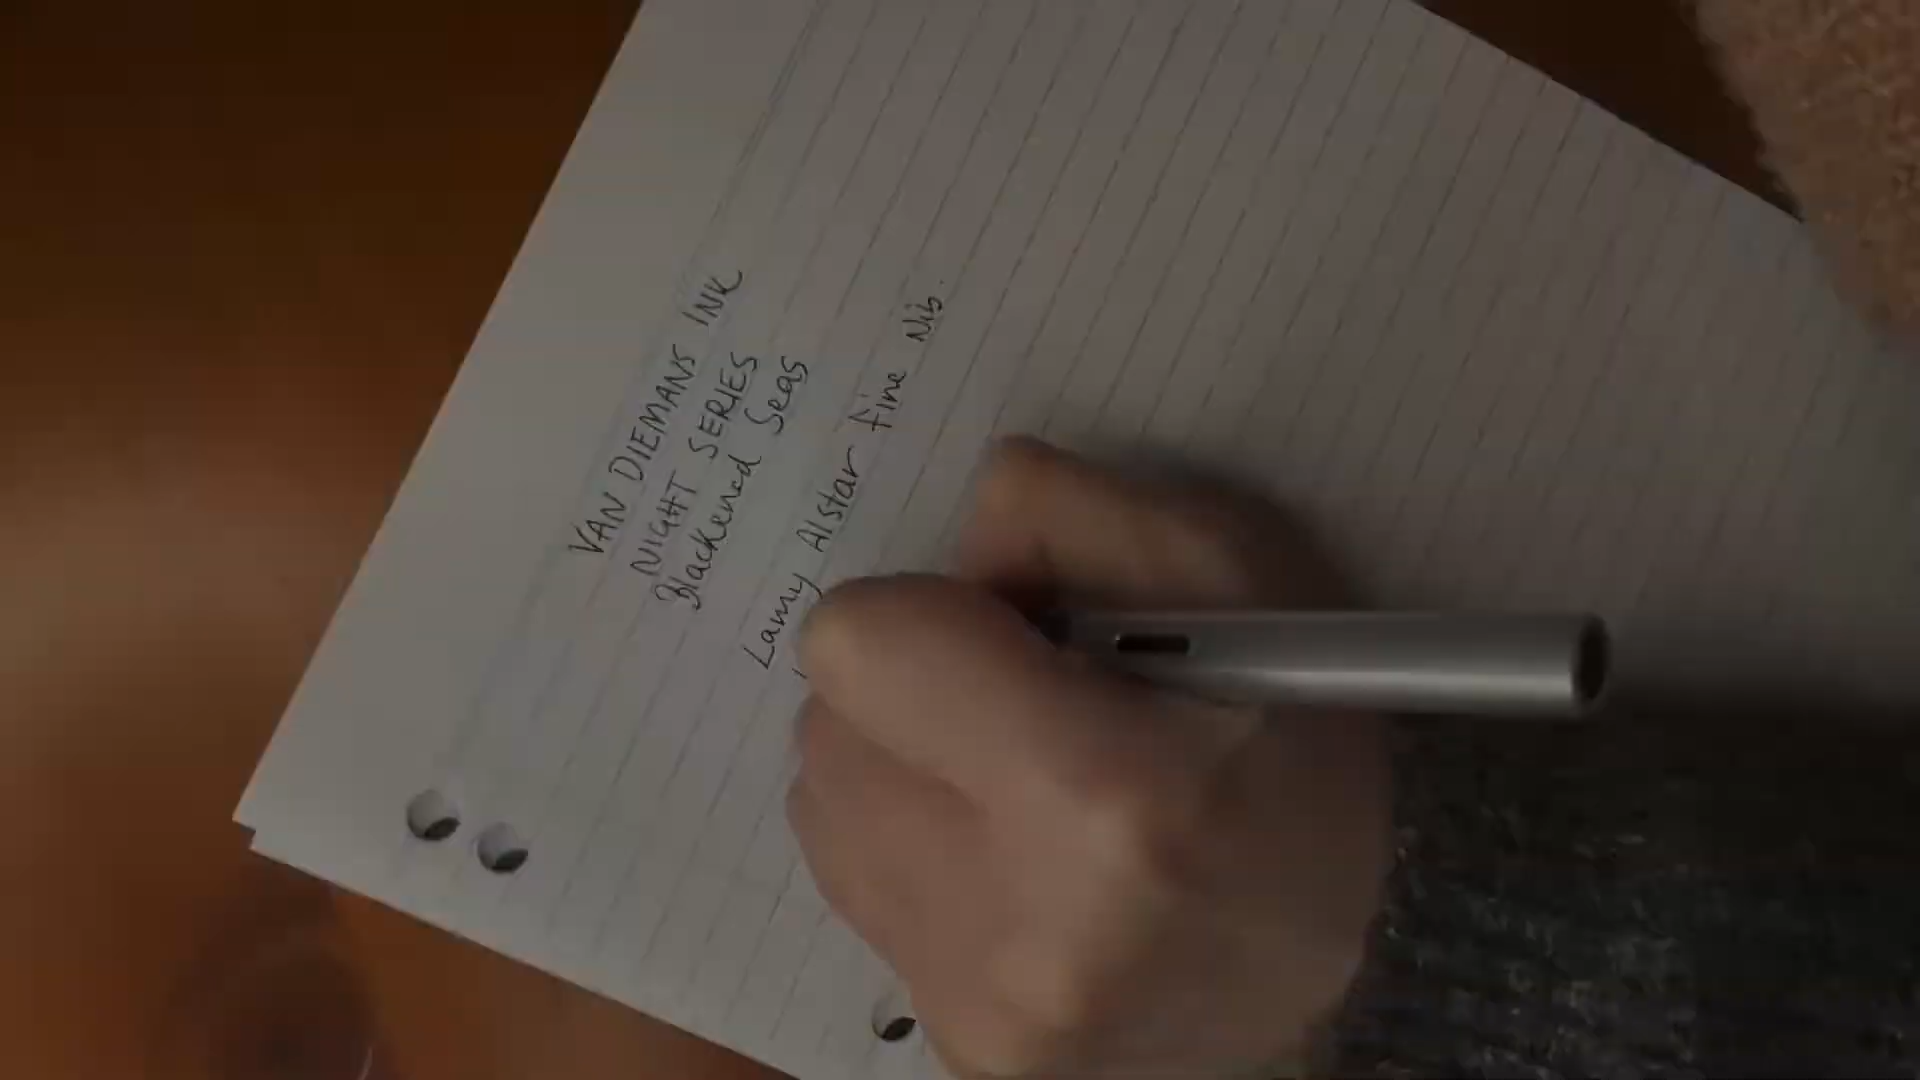 VAN DIEMANS INK
NIGHT SERIES
Blackened Seas
Lamy Alstar fine Nib.